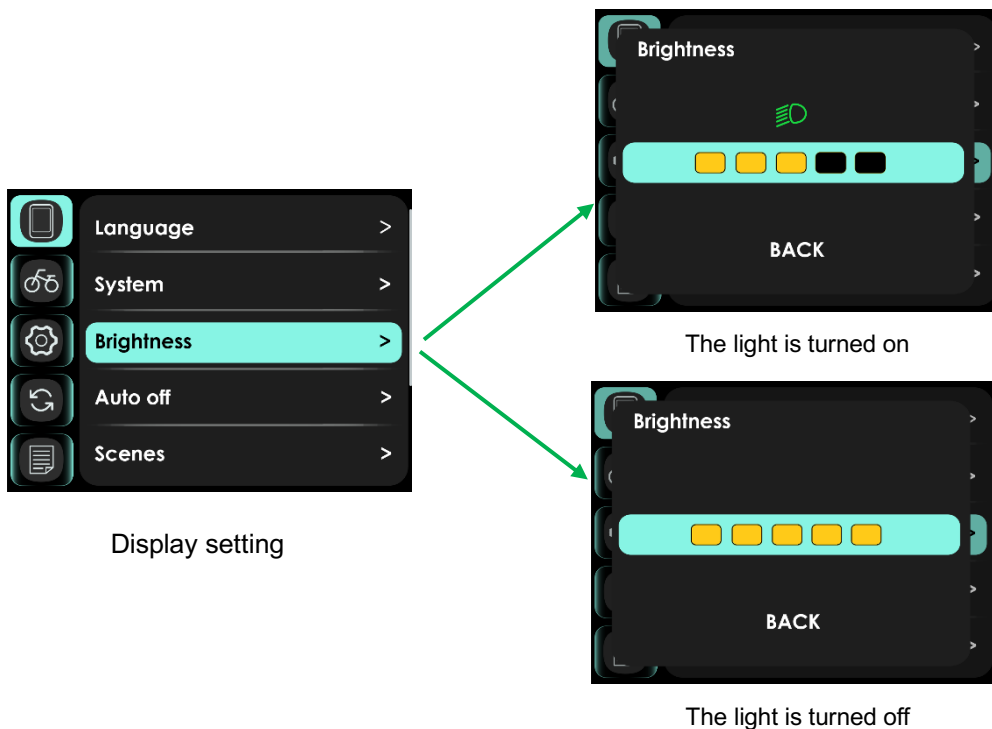 Language >
System >
Brightness >
Auto off >
Scenes >
Display setting
Brightness
BACK
The light is turned on
Brightness
BACK
The light is turned off